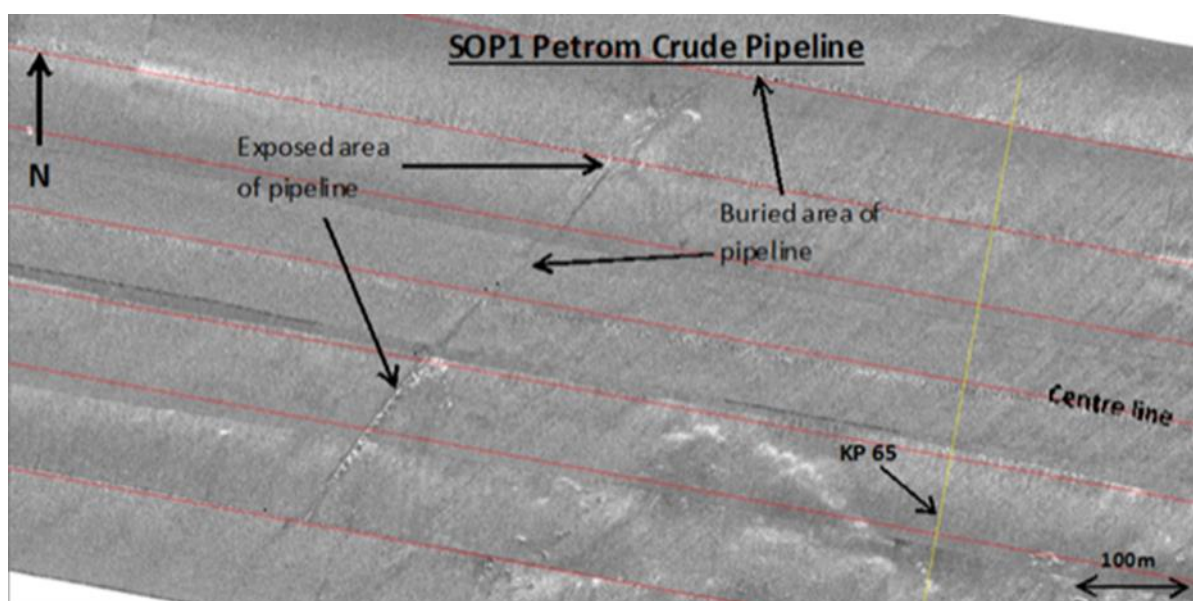 SOP1 Petrom Crude Pipeline
Exposed area
of pipeline
N
Buried area of
pipeline
Centre line
KP 65
100m